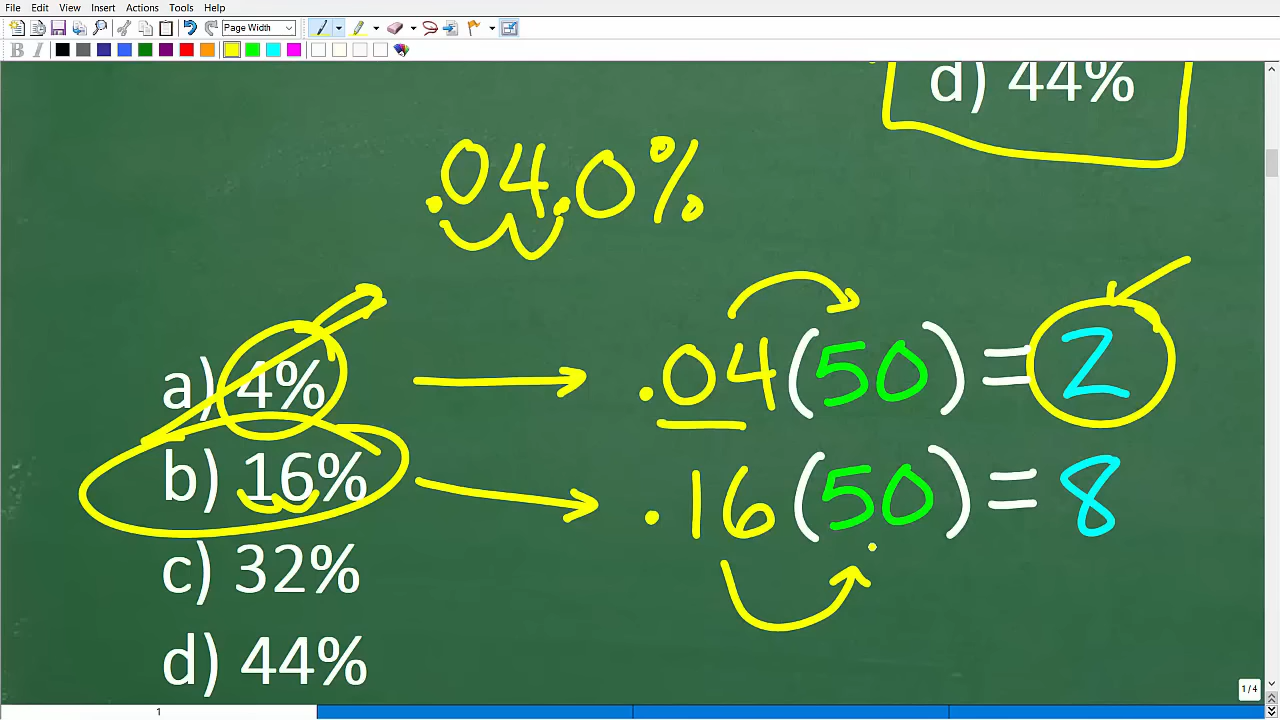 File Edit View Insert Actions Tools Help
Page Width
B I
d) 44%
.04.0%
a) 4% .04(50)=2
b) 16% .16(50)=8
c) 32%
d) 44%
1/4
1